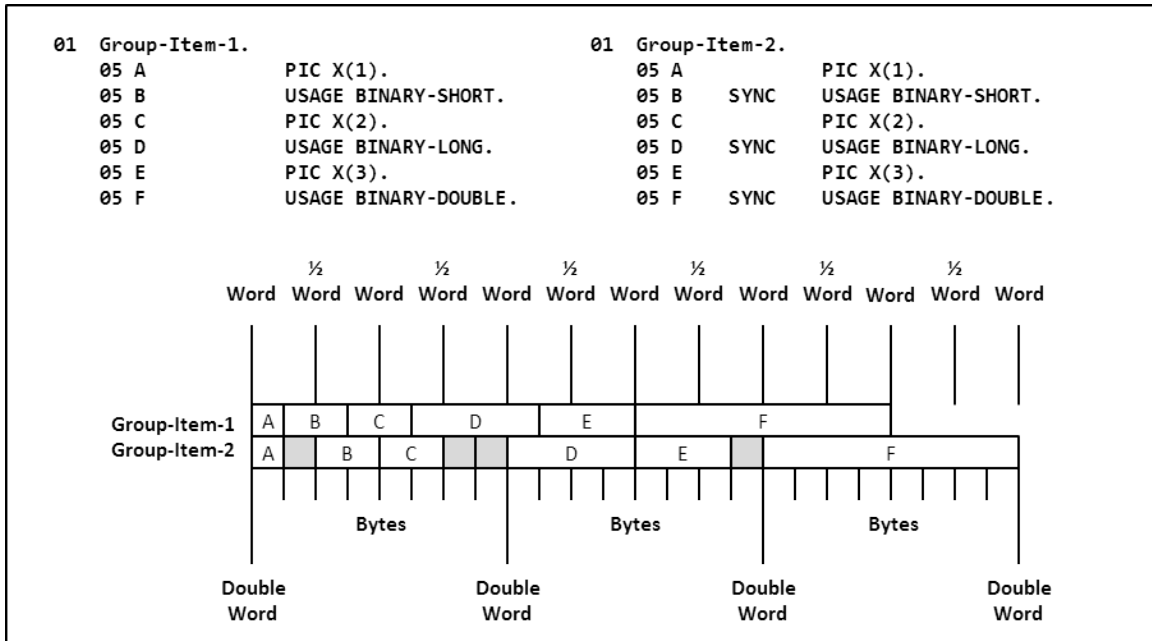 01  Group-Item-1.                          01  Group-Item-2.
    05 A            PIC X(1).                  05 A            PIC X(1).
    05 B            USAGE BINARY-SHORT.        05 B    SYNC    USAGE BINARY-SHORT.
    05 C            PIC X(2).                  05 C            PIC X(2).
    05 D            USAGE BINARY-LONG.         05 D    SYNC    USAGE BINARY-LONG.
    05 E            PIC X(3).                  05 E            PIC X(3).
    05 F            USAGE BINARY-DOUBLE.       05 F    SYNC    USAGE BINARY-DOUBLE.
½ ½ ½ ½ ½ ½
Word Word Word Word Word Word Word Word Word Word Word Word Word
Group-Item-1 A B C D E F
Group-Item-2 A B C D E F
Bytes Bytes Bytes
Double Double Double Double
Word Word Word Word